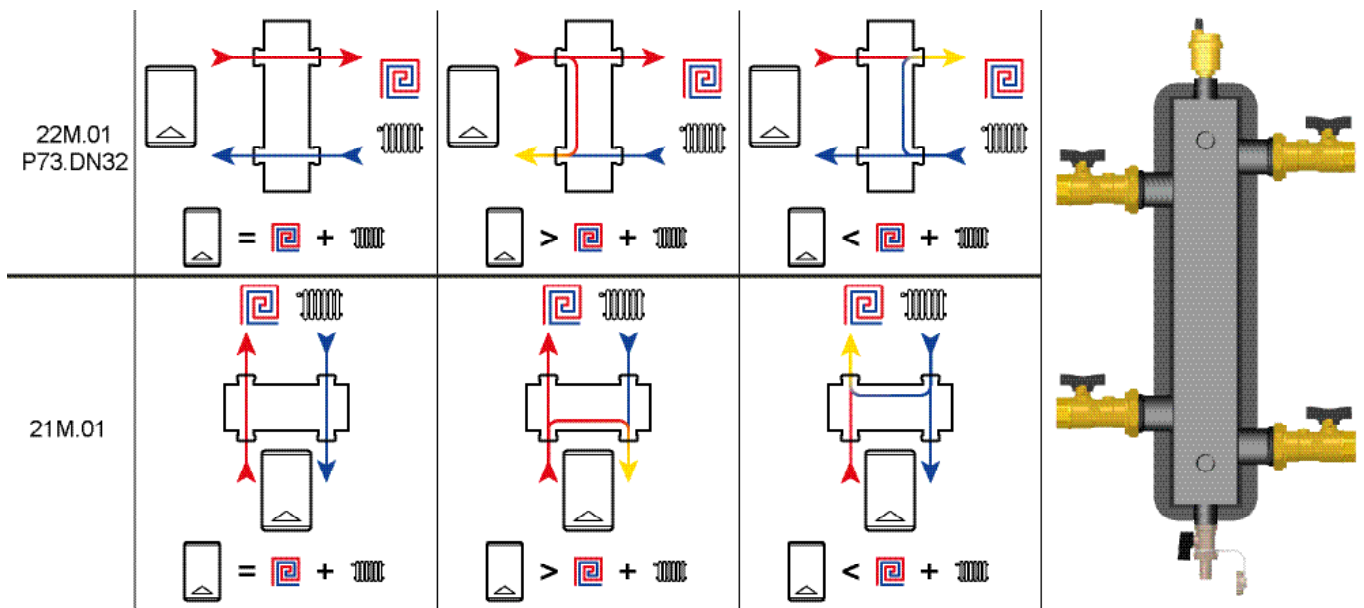 22M.01
P73.DN32
= +
> +
< +
21M.01
= +
> +
< +